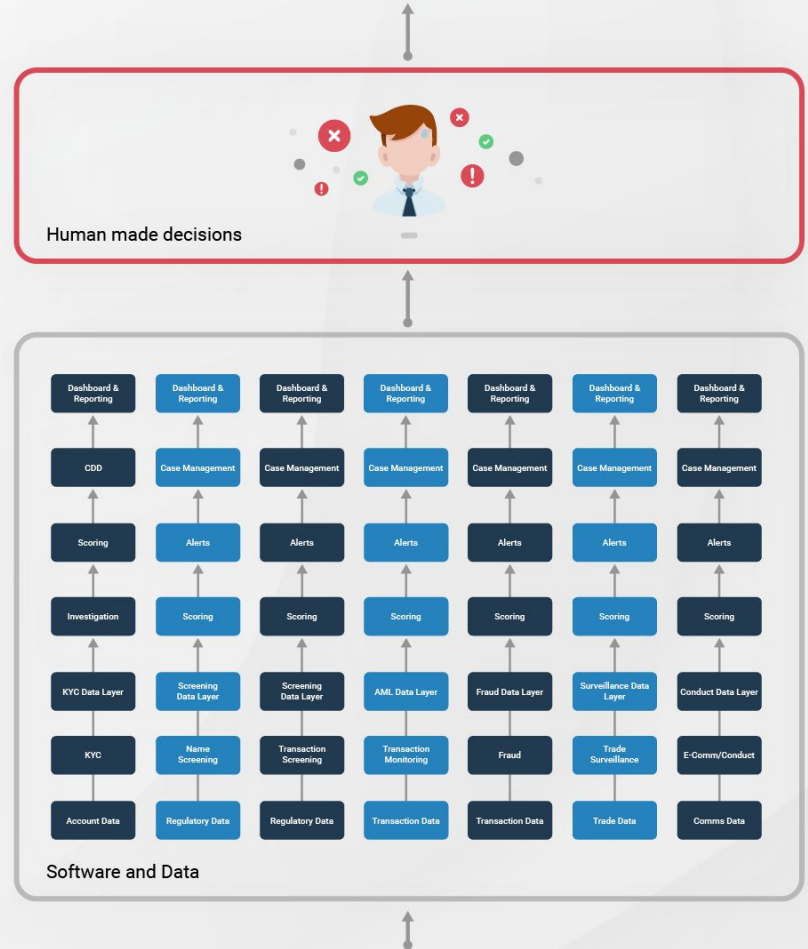 Human made decisions
Dashboard &
Reporting
Dashboard &
Reporting
Dashboard &
Reporting
Dashboard &
Reporting
Dashboard &
Reporting
Dashboard &
Reporting
Dashboard &
Reporting
CDD
Case Management
Case Management
Case Management
Case Management
Case Management
Case Management
Scoring
Alerts
Alerts
Alerts
Alerts
Alerts
Alerts
Investigation
Scoring
Scoring
Scoring
Scoring
Scoring
Scoring
KYC Data Layer
Screening
Data Layer
Screening
Data Layer
AML Data Layer
Fraud Data Layer
Surveillance Data
Layer
Conduct Data Layer
KYC
Name
Screening
Transaction
Screening
Transaction
Monitoring
Fraud
Trade
Surveillance
E-Comm/Conduct
Account Data
Regulatory Data
Regulatory Data
Transaction Data
Transaction Data
Trade Data
Comms Data
Software and Data